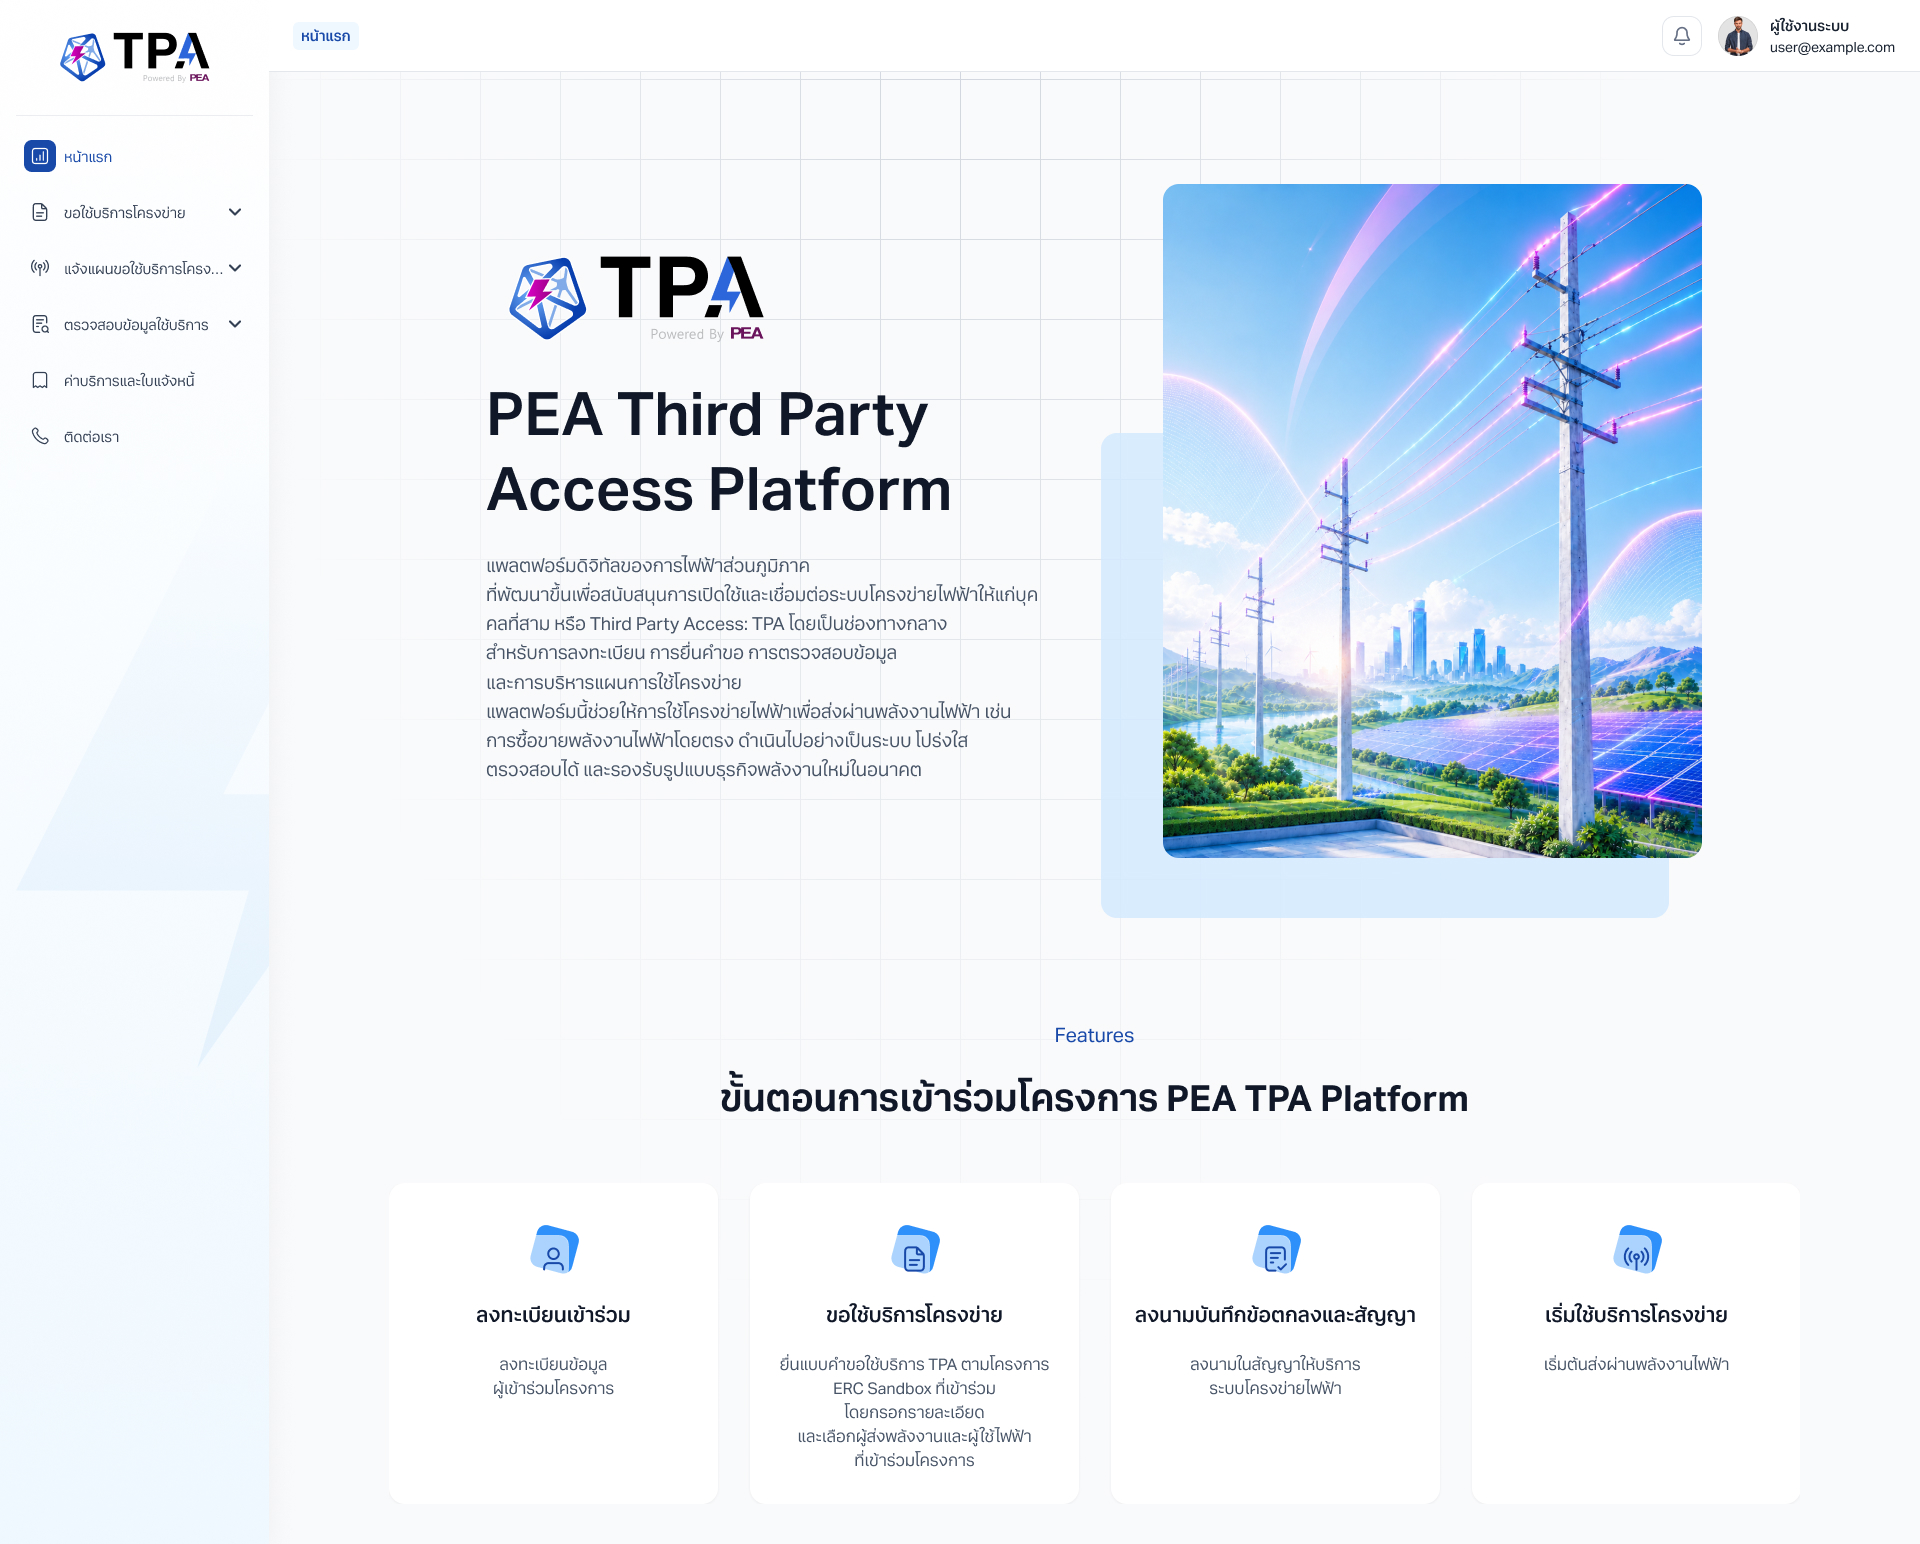 TPA
Powered By PEA
หน้าแรก
ผู้ใช้งานระบบ
user@example.com
หน้าแรก
ขอใช้บริการโครงข่าย
แจ้งแผนขอใช้บริการโครง...
ตรวจสอบข้อมูลใช้บริการ
ค่าบริการและใบแจ้งหนี้
ติดต่อเรา
TPA
Powered By PEA
PEA Third Party
Access Platform
แพลตฟอร์มดิจิทัลของการไฟฟ้าส่วนภูมิภาค
ที่พัฒนาขึ้นเพื่อสนับสนุนการเปิดใช้และเชื่อมต่อระบบโครงข่ายไฟฟ้าให้แก่บุค
คลที่สาม หรือ Third Party Access: TPA โดยเป็นช่องทางกลาง
สำหรับการลงทะเบียน การยื่นคำขอ การตรวจสอบข้อมูล
และการบริหารแผนการใช้โครงข่าย
แพลตฟอร์มนี้ช่วยให้การใช้โครงข่ายไฟฟ้าเพื่อส่งผ่านพลังงานไฟฟ้า เช่น
การซื้อขายพลังงานไฟฟ้าโดยตรง ดำเนินไปอย่างเป็นระบบ โปร่งใส
ตรวจสอบได้ และรองรับรูปแบบธุรกิจพลังงานใหม่ในอนาคต
Features
ขั้นตอนการเข้าร่วมโครงการ PEA TPA Platform
ลงทะเบียนเข้าร่วม
ลงทะเบียนข้อมูล
ผู้เข้าร่วมโครงการ
ขอใช้บริการโครงข่าย
ยื่นแบบคำขอใช้บริการ TPA ตามโครงการ
ERC Sandbox ที่เข้าร่วม
โดยกรอกรายละเอียด
และเลือกผู้ส่งพลังงานและผู้ใช้ไฟฟ้า
ที่เข้าร่วมโครงการ
ลงนามบันทึกข้อตกลงและสัญญา
ลงนามในสัญญาให้บริการ
ระบบโครงข่ายไฟฟ้า
เริ่มใช้บริการโครงข่าย
เริ่มต้นส่งผ่านพลังงานไฟฟ้า